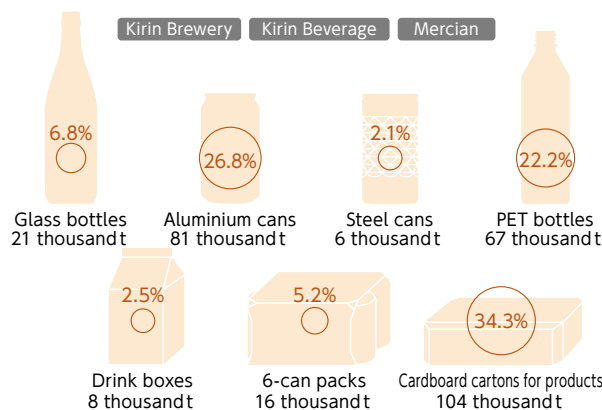 Kirin Brewery Kirin Beverage Mercian
6.8%
Glass bottles
21 thousand t
26.8%
Aluminium cans
81 thousand t
2.1%
Steel cans
6 thousand t
22.2%
PET bottles
67 thousand t
2.5%
Drink boxes
8 thousand t
5.2%
6-can packs
16 thousand t
34.3%
Cardboard cartons for products
104 thousand t